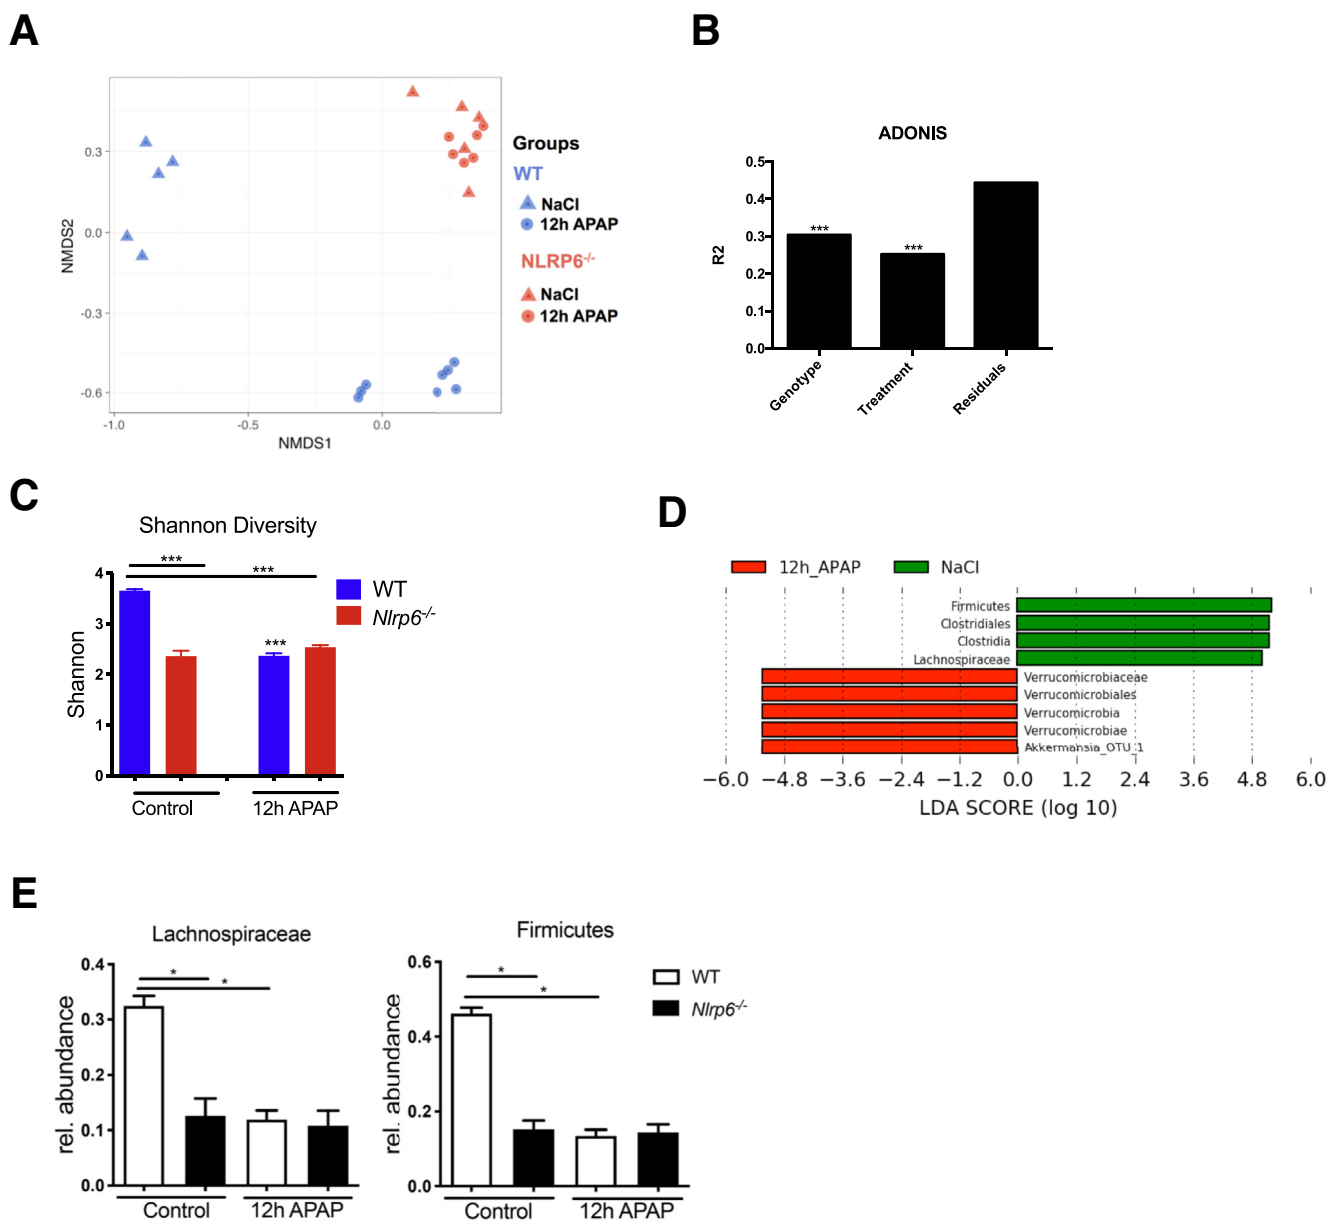 A
0.3
0.0
-0.3
-0.6
NMDS2
-1.0
-0.5
0.0
NMDS1
Groups
WT
NaCl
12h APAP
NLRP6-/-
NaCl
12h APAP
B
ADONIS
0.5
0.4
0.3
0.2
0.1
0.0
R2
***
***
Genotype
Treatment
Residuals
C
Shannon Diversity
***
***
4
3
2
1
0
Shannon
***
WT
Nlrp6-/-
Control
12h APAP
D
12h_APAP
NaCl
Firmicutes
Clostridiales
Clostridia
Lachnospiraceae
Verrucomicrobiaceae
Verrucomicrobiales
Verrucomicrobia
Verrucomicrobiae
Akkermansia_OTU_1
−6.0 −4.8 −3.6 −2.4 −1.2 0.0 1.2 2.4 3.6 4.8 6.0
LDA SCORE (log 10)
E
Lachnospiraceae
*
*
0.4
0.3
0.2
0.1
0.0
rel. abundance
Control
12h APAP
Firmicutes
*
*
0.6
0.4
0.2
0.0
rel. abundance
Control
12h APAP
WT
Nlrp6-/-